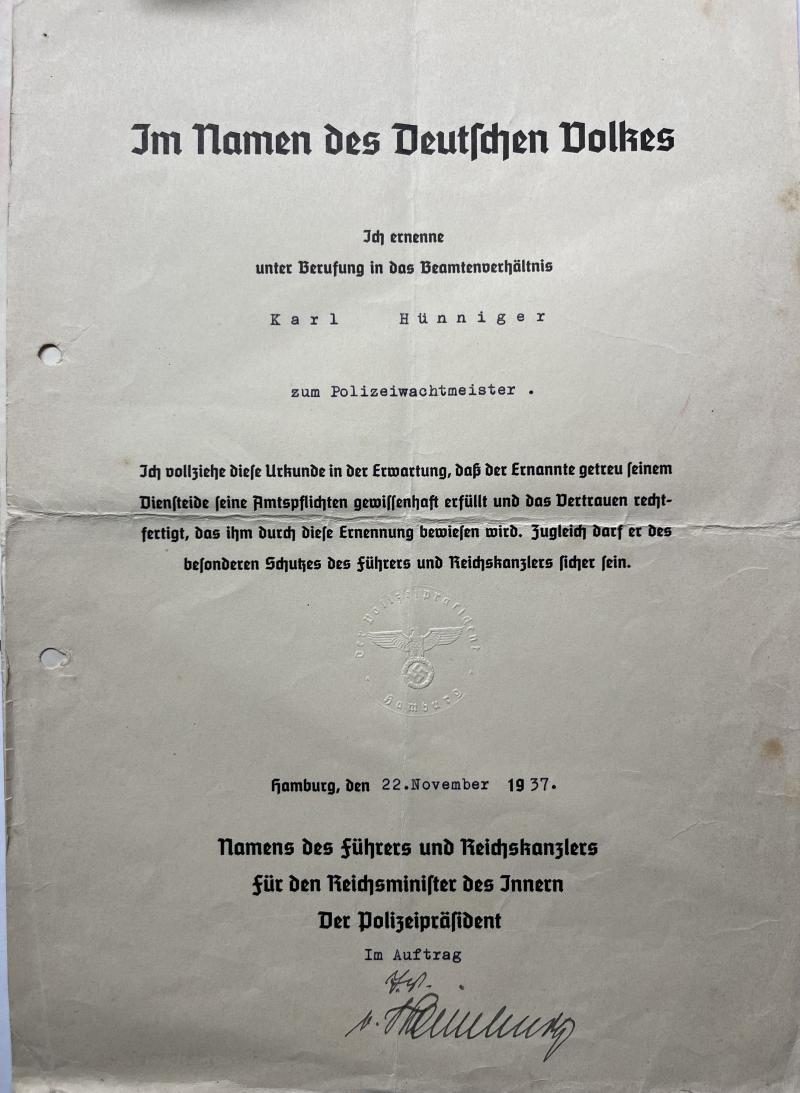 Im Namen des Deutschen Volkes
Ich ernenne
unter Berufung in das Beamtenverhältnis
Karl Hünniger
zum Polizeiwachtmeister .
Ich vollziehe diese Urkunde in der Erwartung, daß der Ernannte getreu seinem
Diensteide seine Amtspflichten gewissenhaft erfüllt und das Vertrauen recht-
fertigt, das ihm durch diese Ernennung bewiesen wird. Zugleich darf er des
besonderen Schutzes des Führers und Reichskanzlers sicher sein.
Der Polizeipräsident
Hamburg
Hamburg, den 22.November 1937.
Namens des Führers und Reichskanzlers
Für den Reichsminister des Innern
Der Polizeipräsident
Im Auftrag